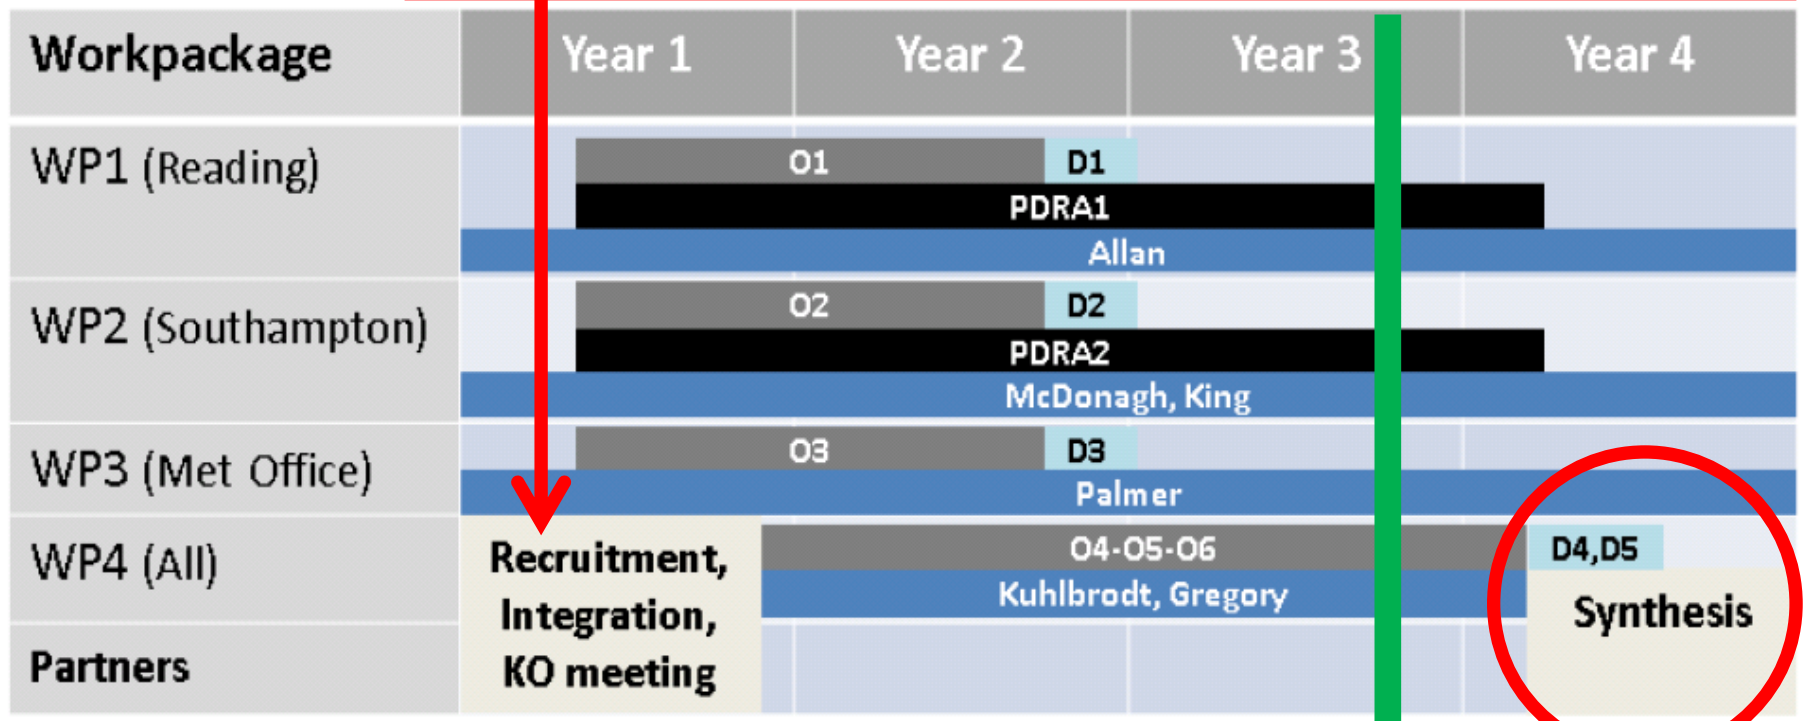 Workpackage Year 1 Year 2 Year 3 Year 4
WP1 (Reading)
O1 D1
PDRA1
Allan
WP2 (Southampton)
O2 D2
PDRA2
McDonagh, King
WP3 (Met Office)
O3 D3
Palmer
WP4 (All)
Recruitment,
Integration,
KO meeting
O4-O5-O6 D4,D5
Kuhlbrodt, Gregory
Synthesis
Partners